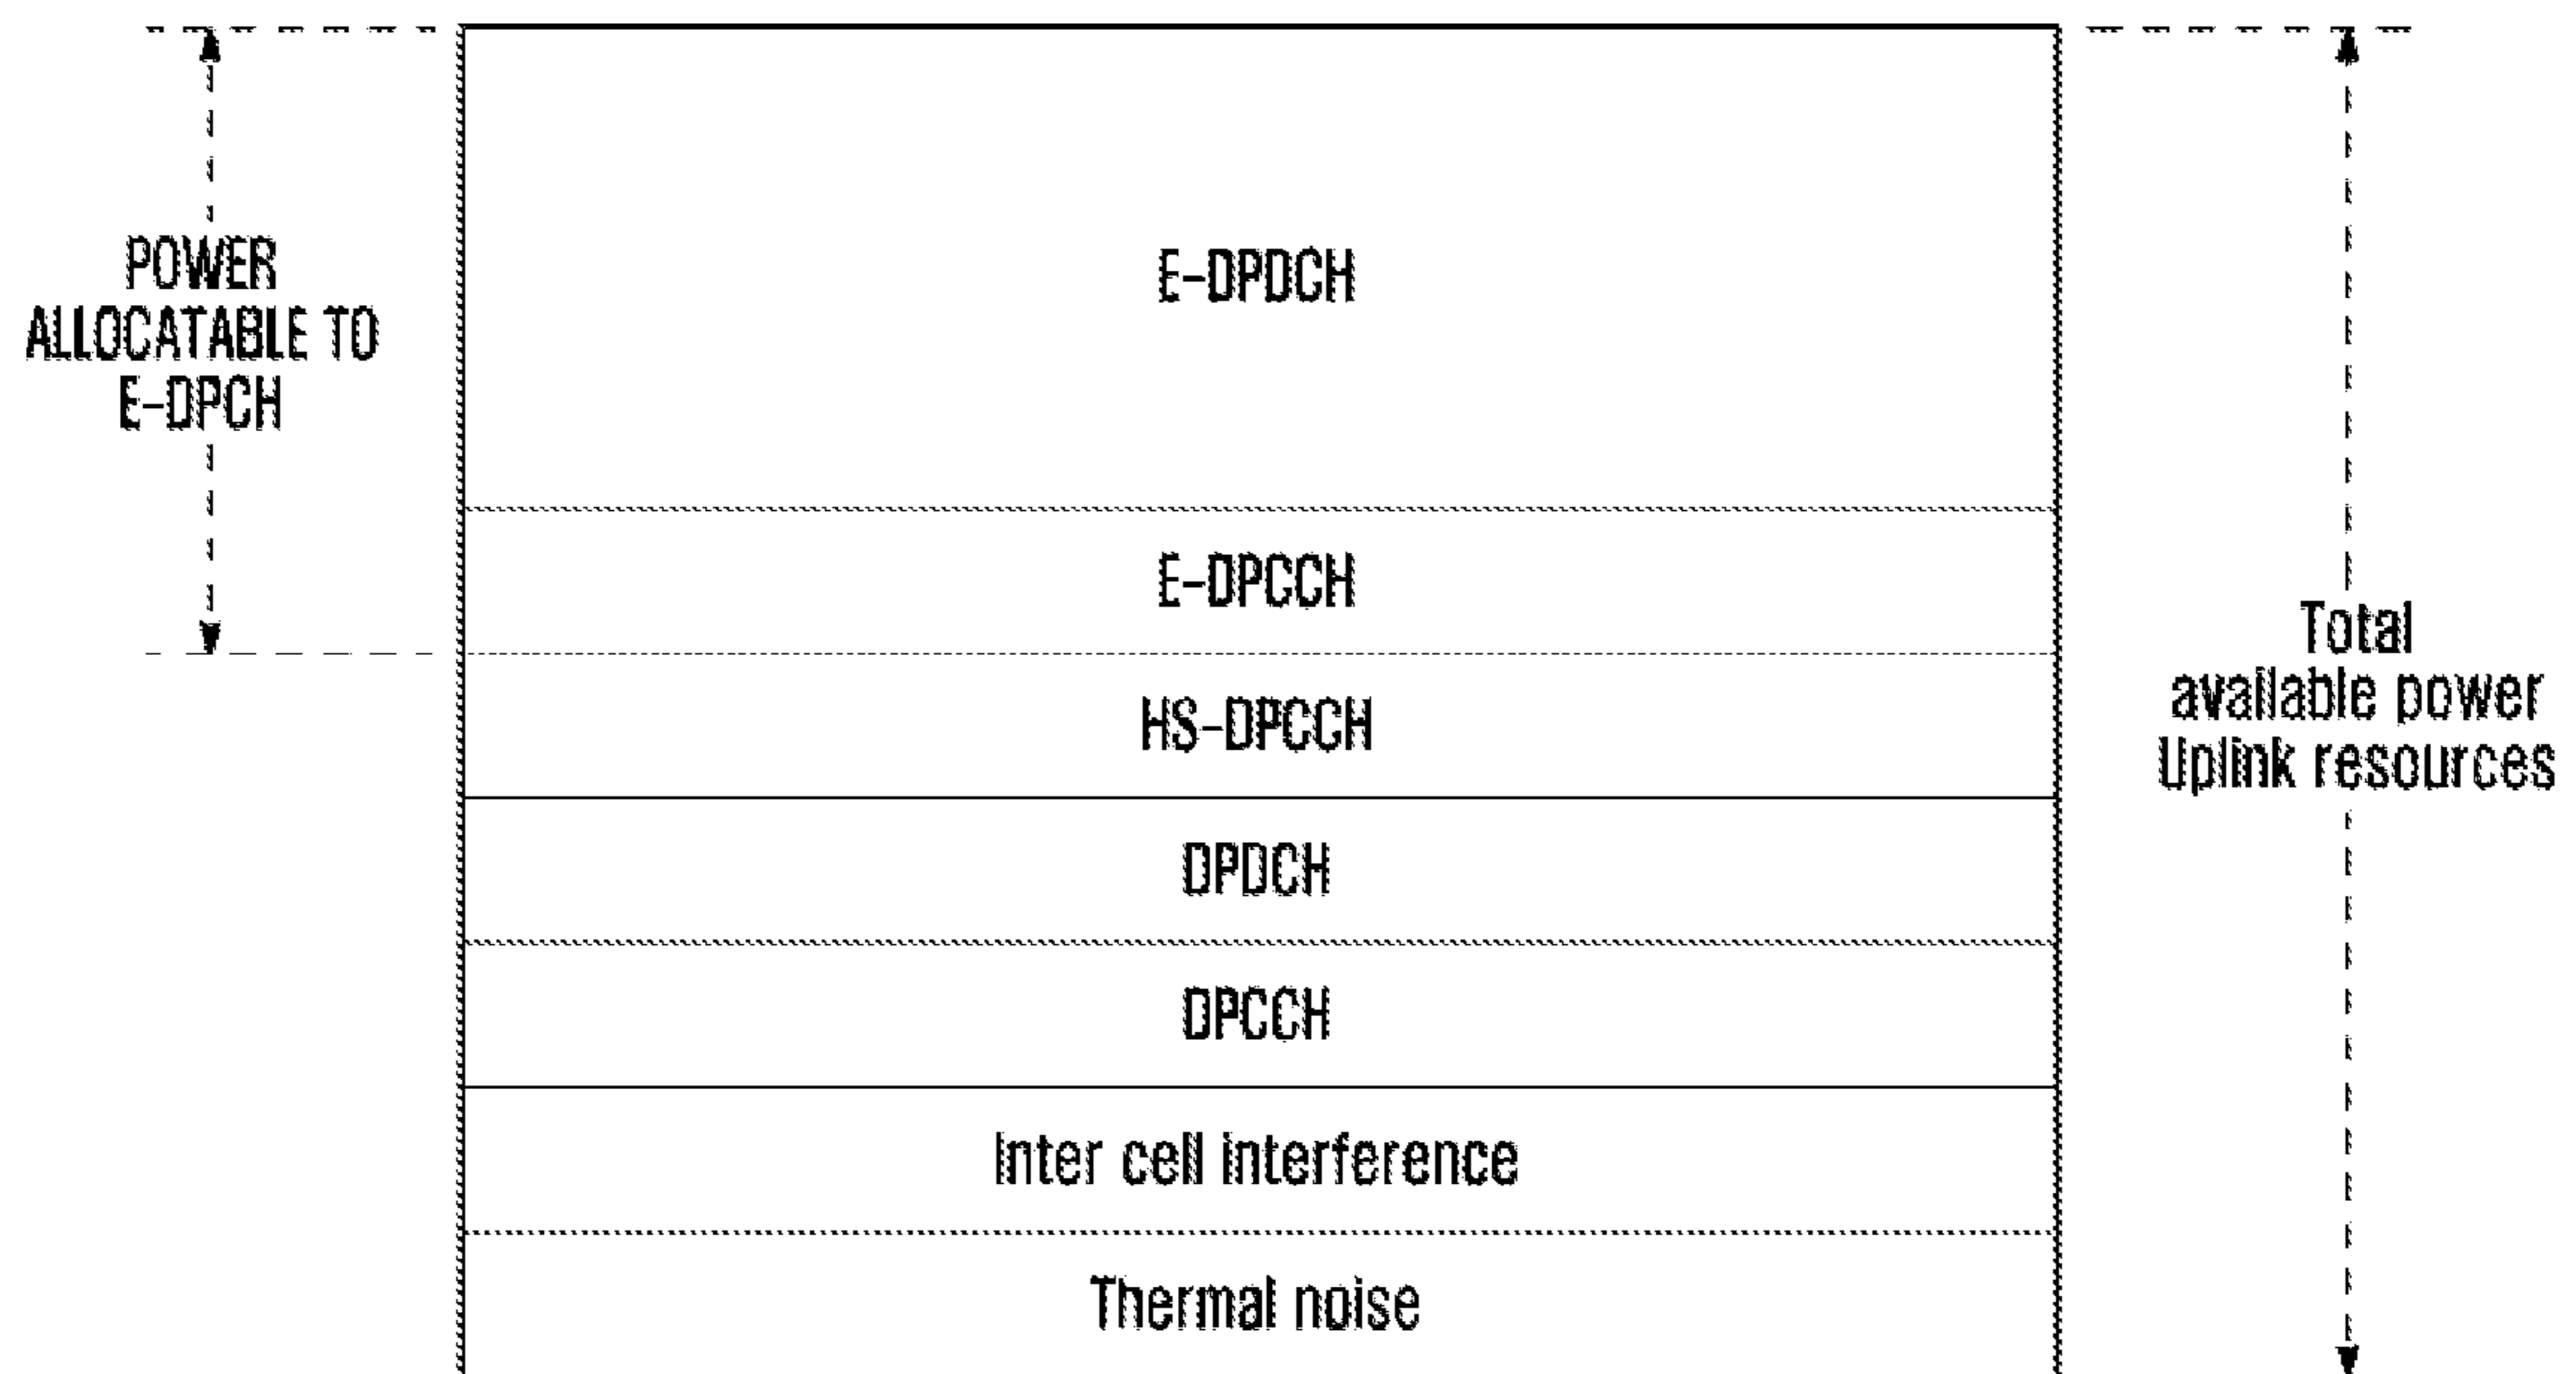 POWER
ALLOCATABLE TO
E-DPCH
E-DPDCH
E-DPCCH
HS-DPCCH
DPDCH
DPCCH
Inter cell interference
Thermal noise
Total
available power
Uplink resources